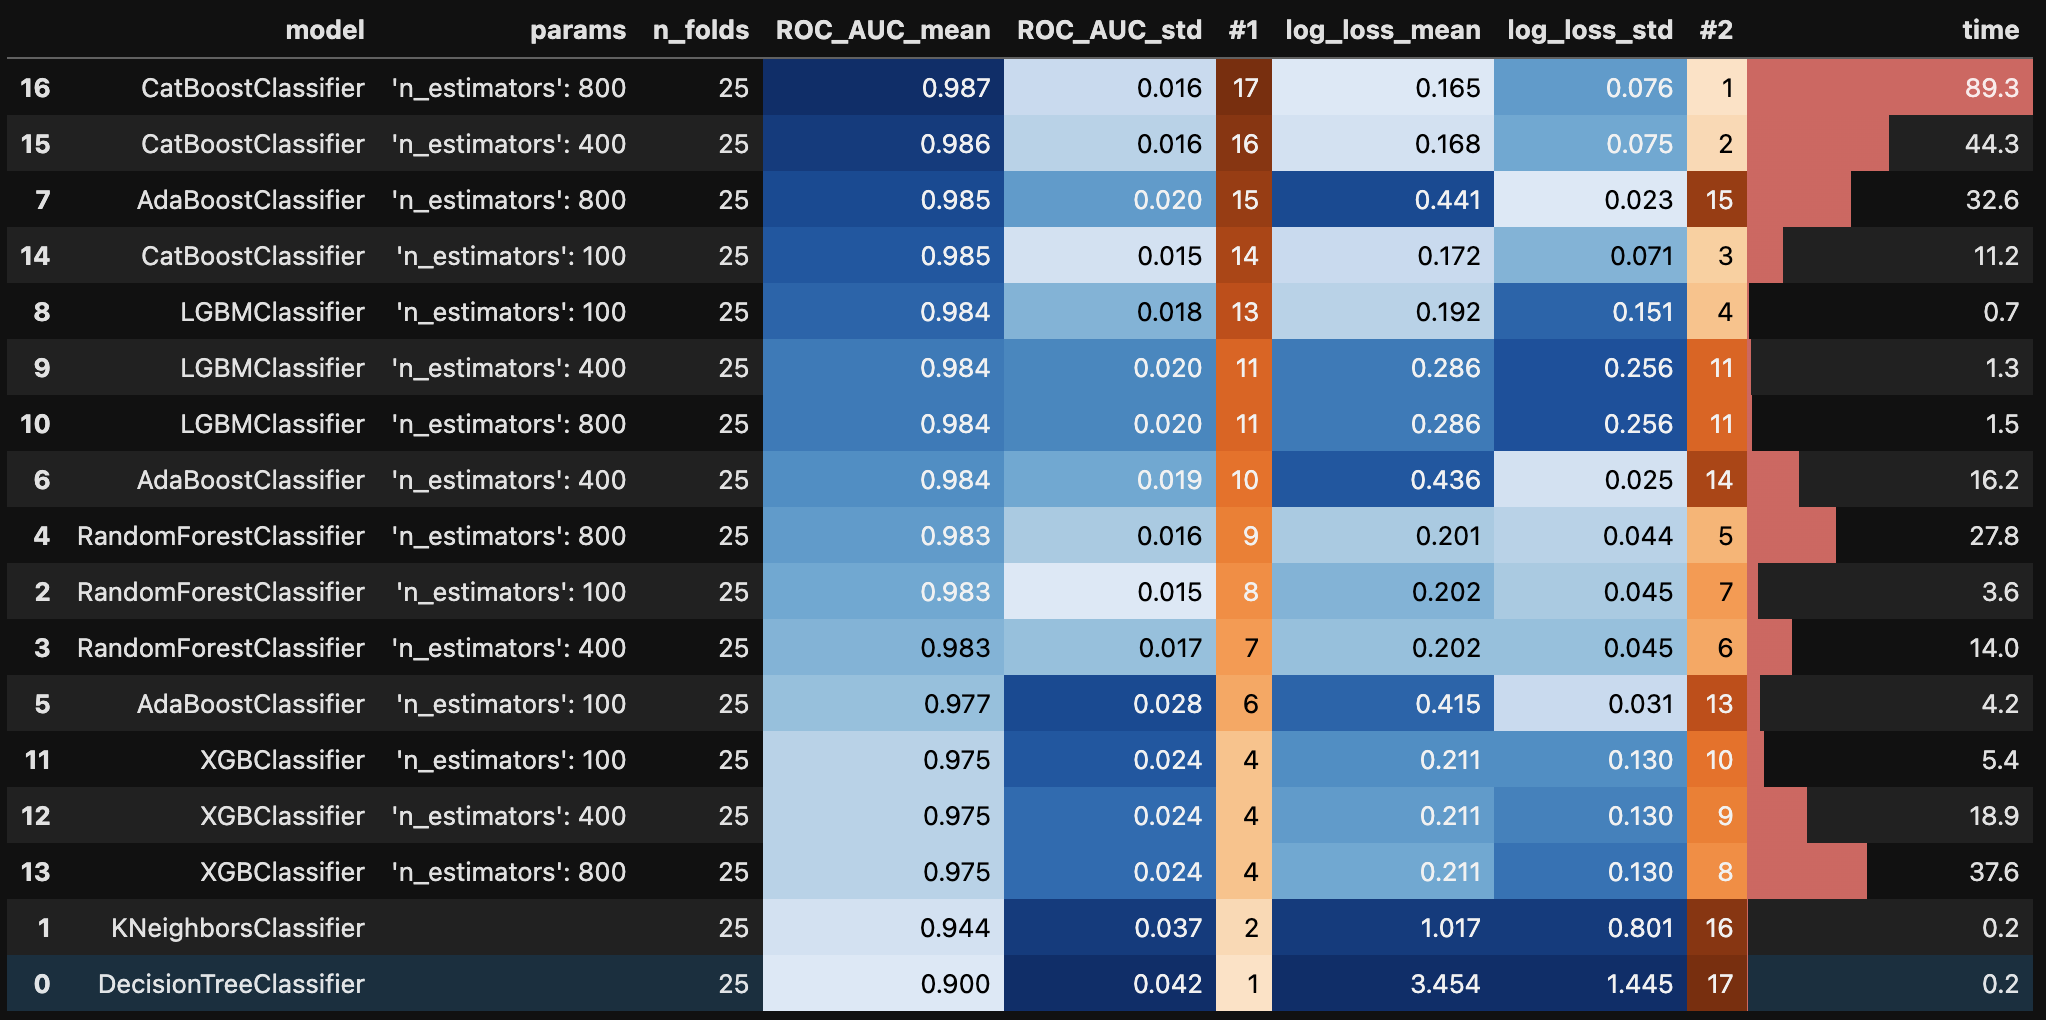 model params n_folds ROC_AUC_mean ROC_AUC_std #1 log_loss_mean log_loss_std #2 time
16 CatBoostClassifier 'n_estimators': 800 25 0.987 0.016 17 0.165 0.076 1 89.3
15 CatBoostClassifier 'n_estimators': 400 25 0.986 0.016 16 0.168 0.075 2 44.3
7 AdaBoostClassifier 'n_estimators': 800 25 0.985 0.020 15 0.441 0.023 15 32.6
14 CatBoostClassifier 'n_estimators': 100 25 0.985 0.015 14 0.172 0.071 3 11.2
8 LGBMClassifier 'n_estimators': 100 25 0.984 0.018 13 0.192 0.151 4 0.7
9 LGBMClassifier 'n_estimators': 400 25 0.984 0.020 11 0.286 0.256 11 1.3
10 LGBMClassifier 'n_estimators': 800 25 0.984 0.020 11 0.286 0.256 11 1.5
6 AdaBoostClassifier 'n_estimators': 400 25 0.984 0.019 10 0.436 0.025 14 16.2
4 RandomForestClassifier 'n_estimators': 800 25 0.983 0.016 9 0.201 0.044 5 27.8
2 RandomForestClassifier 'n_estimators': 100 25 0.983 0.015 8 0.202 0.045 7 3.6
3 RandomForestClassifier 'n_estimators': 400 25 0.983 0.017 7 0.202 0.045 6 14.0
5 AdaBoostClassifier 'n_estimators': 100 25 0.977 0.028 6 0.415 0.031 13 4.2
11 XGBClassifier 'n_estimators': 100 25 0.975 0.024 4 0.211 0.130 10 5.4
12 XGBClassifier 'n_estimators': 400 25 0.975 0.024 4 0.211 0.130 9 18.9
13 XGBClassifier 'n_estimators': 800 25 0.975 0.024 4 0.211 0.130 8 37.6
1 KNeighborsClassifier 25 0.944 0.037 2 1.017 0.801 16 0.2
0 DecisionTreeClassifier 25 0.900 0.042 1 3.454 1.445 17 0.2